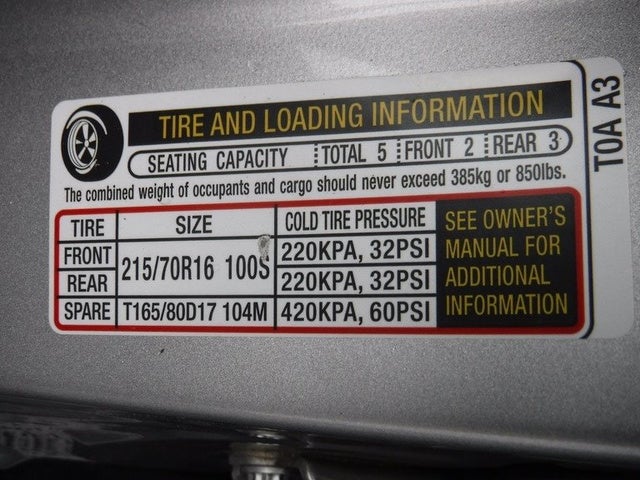 TIRE AND LOADING INFORMATION
SEATING CAPACITY TOTAL 5 FRONT 2 REAR 3
The combined weight of occupants and cargo should never exceed 385kg or 850lbs.
TIRE SIZE COLD TIRE PRESSURE
FRONT 215/70R16 100S 220KPA, 32PSI
REAR 220KPA, 32PSI
SPARE T165/80D17 104M 420KPA, 60PSI
SEE OWNER'S
MANUAL FOR
ADDITIONAL
INFORMATION
T0A A3